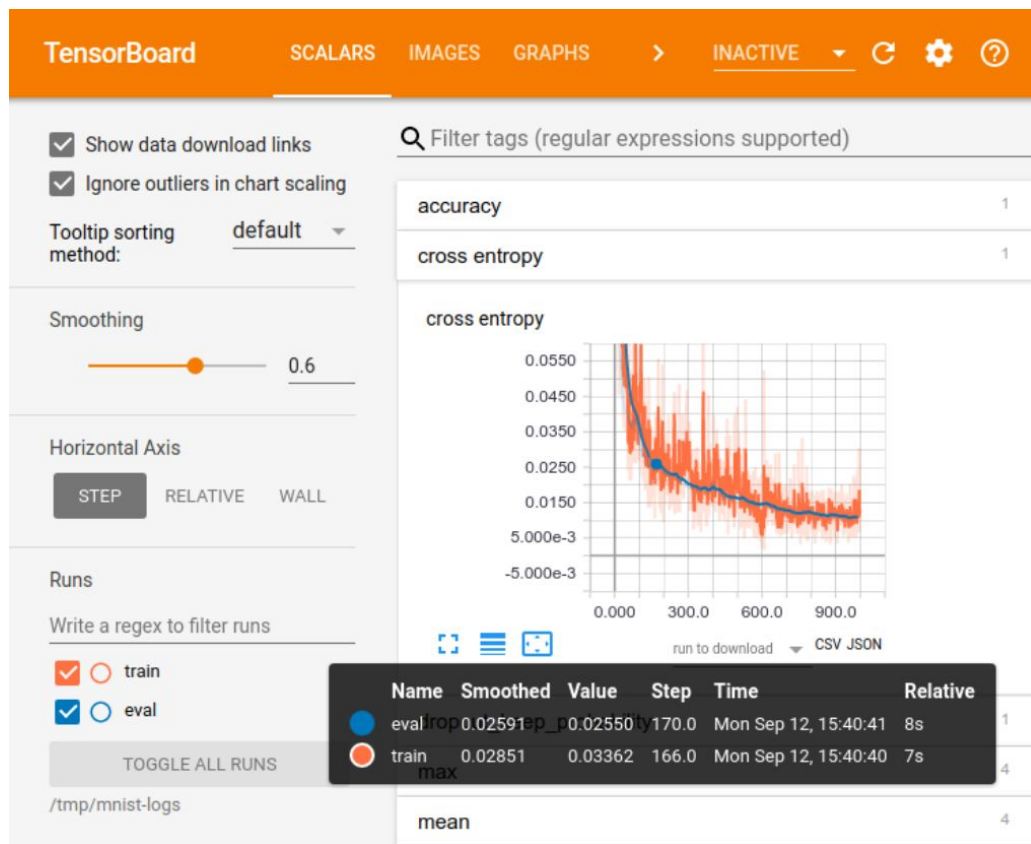 TensorBoard SCALARS IMAGES GRAPHS INACTIVE
Show data download links
Ignore outliers in chart scaling
Tooltip sorting method: default
Smoothing
0.6
Horizontal Axis
STEP RELATIVE WALL
Runs
Write a regex to filter runs
train
eval
TOGGLE ALL RUNS
/tmp/mnist-logs
Filter tags (regular expressions supported)
accuracy 1
cross entropy 1
cross entropy
0.0550
0.0450
0.0350
0.0250
0.0150
5.000e-3
-5.000e-3
0.000 300.0 600.0 900.0
run to download CSV JSON
Name Smoothed Value Step Time Relative
eval 0.02591 0.02550 170.0 Mon Sep 12, 15:40:41 8s
train 0.02851 0.03362 166.0 Mon Sep 12, 15:40:40 7s
1
max 4
mean 4